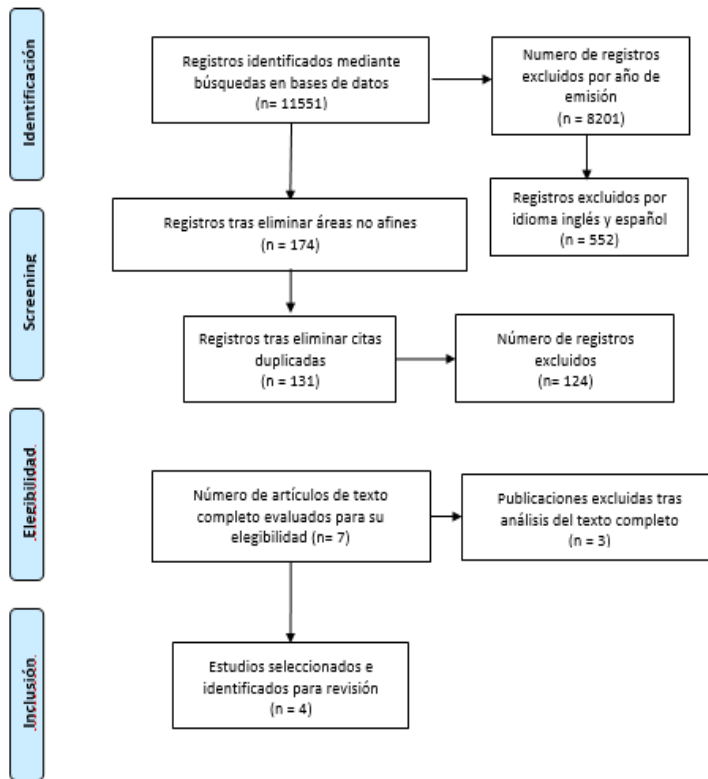 Identificación
Registros identificados mediante
búsquedas en bases de datos
(n= 11551)
Numero de registros
excluidos por año de
emisión
(n = 8201)
Registros excluidos por
idioma inglés y español
(n = 552)
Screening
Registros tras eliminar áreas no afines
(n = 174)
Registros tras eliminar citas
duplicadas
(n = 131)
Número de registros
excluidos
(n= 124)
Elegibilidad
Número de artículos de texto
completo evaluados para su
elegibilidad (n= 7)
Publicaciones excluidas tras
análisis del texto completo
(n = 3)
Inclusión
Estudios seleccionados e
identificados para revisión
(n = 4)